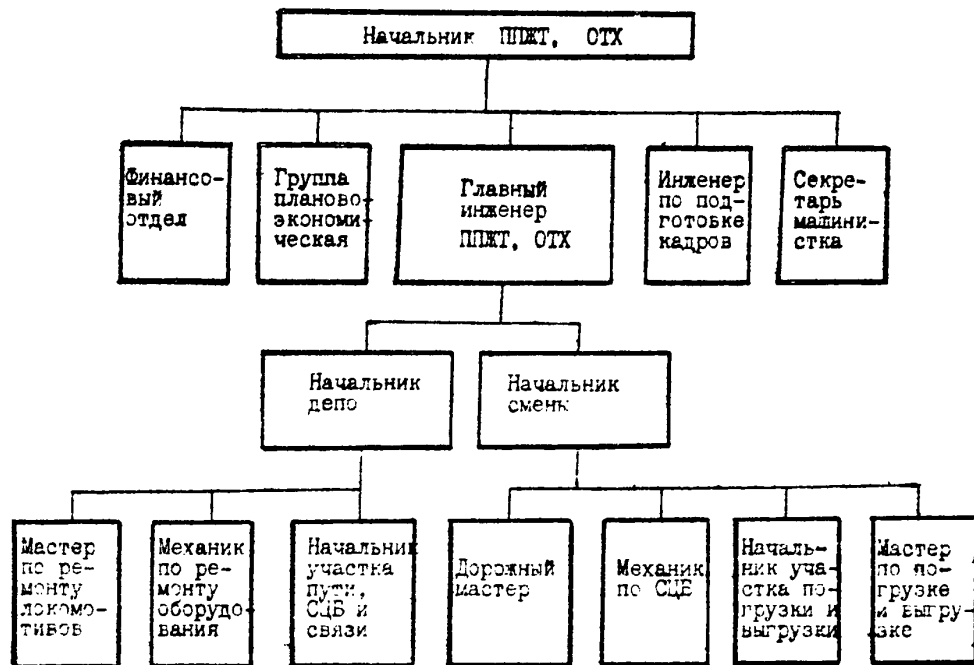 Начальник ППЖТ, ОТХ
Финансо-
вый
отдел
Группа
планово-
экономи-
ческая
Главный
инженер
ППЖТ, ОТХ
Инженер
по под-
готовке
кадров
Секре-
тарь
машини-
стка
Начальник
депо
Начальник
смены
Мастер
по ре-
монту
локомо-
тивов
Механик
по ре-
монту
оборудо-
вания
Начальник
участка
пути,
СЦБ и
связи
Дорожный
мастер
Механик
по СЦБ
Началь-
ник уча-
стка по-
грузки и
выгрузки
Мастер
по по-
грузке
и выгру-
зке